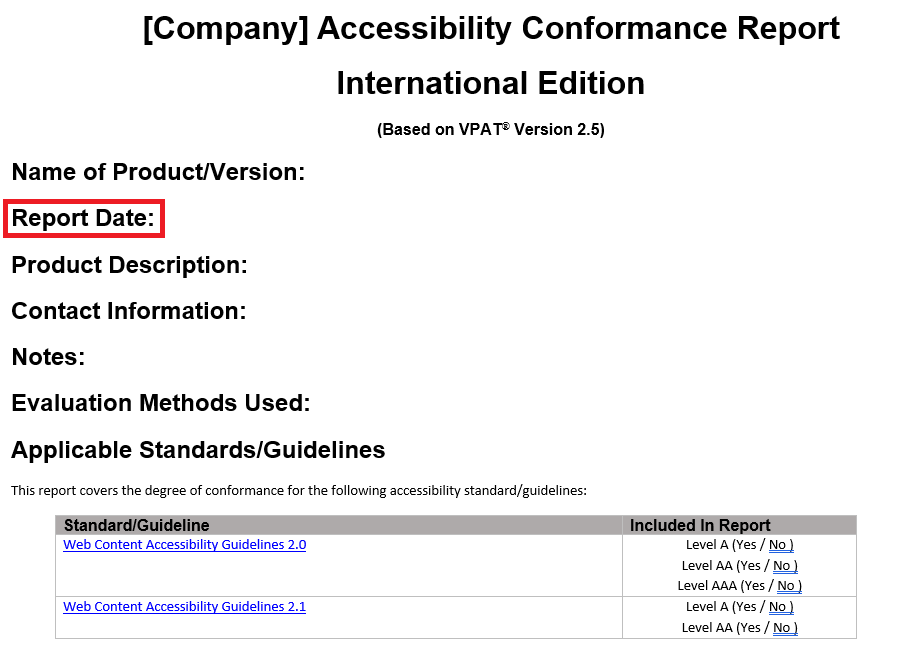 [Company] Accessibility Conformance Report
International Edition
(Based on VPAT® Version 2.5)
Name of Product/Version:
Report Date:
Product Description:
Contact Information:
Notes:
Evaluation Methods Used:
Applicable Standards/Guidelines
This report covers the degree of conformance for the following accessibility standard/guidelines:
Standard/Guideline Included In Report
Web Content Accessibility Guidelines 2.0 Level A (Yes / No )
Level AA (Yes / No )
Level AAA (Yes / No )
Web Content Accessibility Guidelines 2.1 Level A (Yes / No )
Level AA (Yes / No )